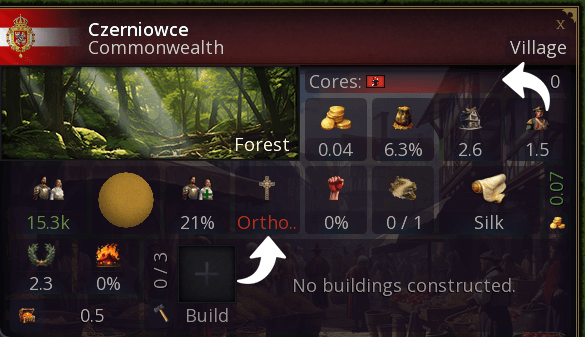 Czerniowce
x
Commonwealth
Village
Cores:
0
Forest
0.04
6.3%
2.6
1.5
15.3k
21%
Ortho..
0%
0 / 1
Silk
0.07
2.3
0%
0 / 3
No buildings constructed.
0.5
Build